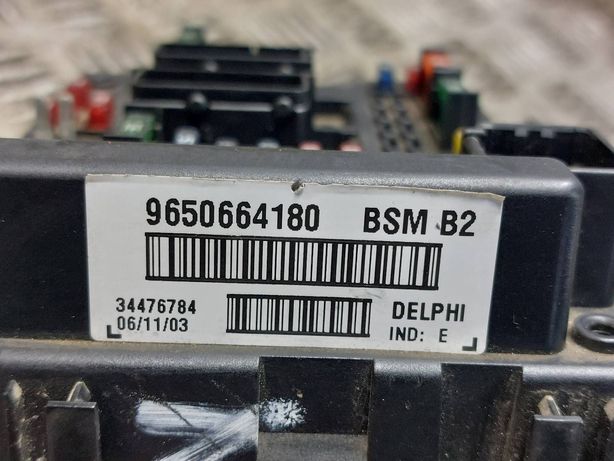 9650664180 BSM B2
34476784 DELPHI
06/11/03 IND: E